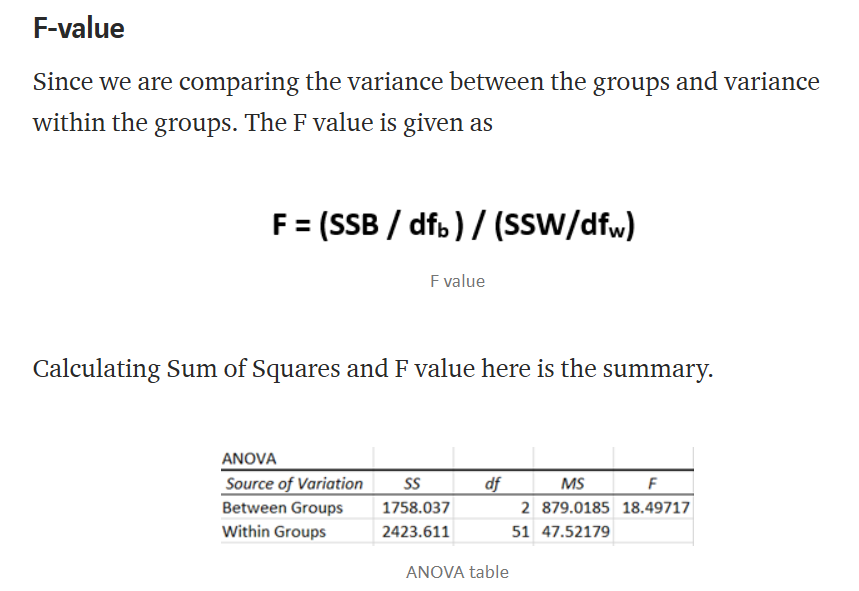 F-value
Since we are comparing the variance between the groups and variance
within the groups. The F value is given as
F = (SSB / df_b ) / (SSW/df_w)
F value
Calculating Sum of Squares and F value here is the summary.
ANOVA
Source of Variation SS df MS F
Between Groups 1758.037 2 879.0185 18.49717
Within Groups 2423.611 51 47.52179
ANOVA table